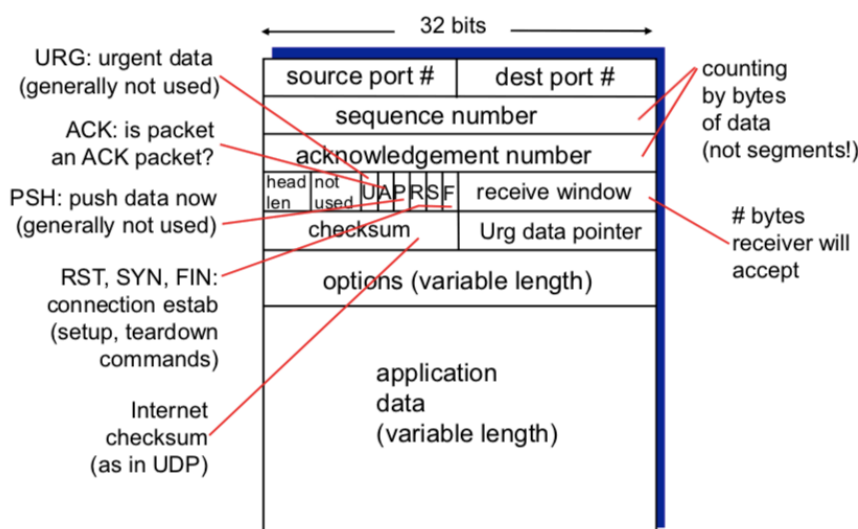 32 bits
URG: urgent data
(generally not used)
ACK: is packet
an ACK packet?
PSH: push data now
(generally not used)
RST, SYN, FIN:
connection estab
(setup, teardown
commands)
Internet
checksum
(as in UDP)
source port #
dest port #
sequence number
acknowledgement number
head
len
not
used
U A P R S F
receive window
checksum
Urg data pointer
options (variable length)
application
data
(variable length)
counting
by bytes
of data
(not segments!)
# bytes
receiver will
accept